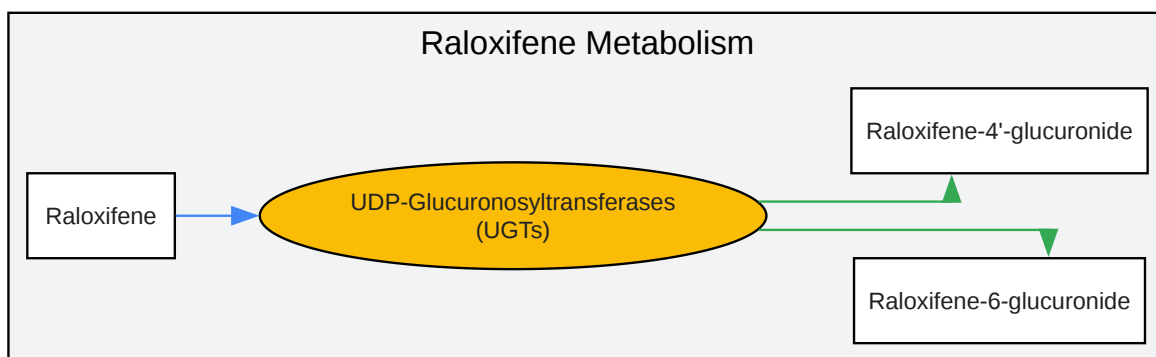 Raloxifene Metabolism
Raloxifene-4'-glucuronide
Raloxifene
UDP-Glucuronosyltransferases
(UGTs)
Raloxifene-6-glucuronide